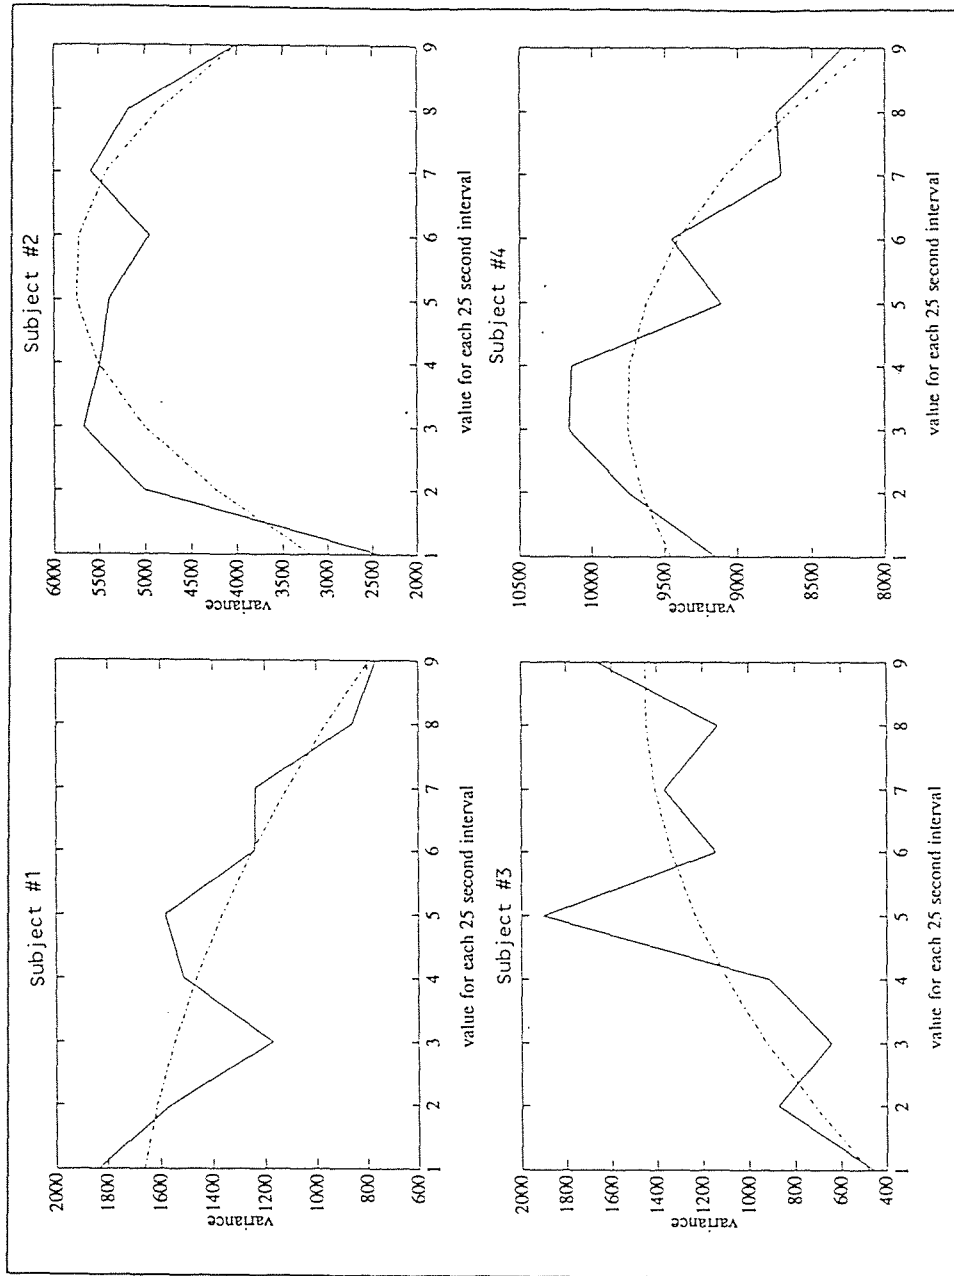 Subject #1
2000
1800
1600
1400
1200
1000
800
600
variance
1 2 3 4 5 6 7 8 9
value for each 25 second interval
Subject #2
6000
5500
5000
4500
4000
3500
3000
2500
2000
variance
1 2 3 4 5 6 7 8 9
value for each 25 second interval
Subject #3
2000
1800
1600
1400
1200
1000
800
600
400
variance
1 2 3 4 5 6 7 8 9
value for each 25 second interval
Subject #4
10500
10000
9500
9000
8500
8000
variance
1 2 3 4 5 6 7 8 9
value for each 25 second interval